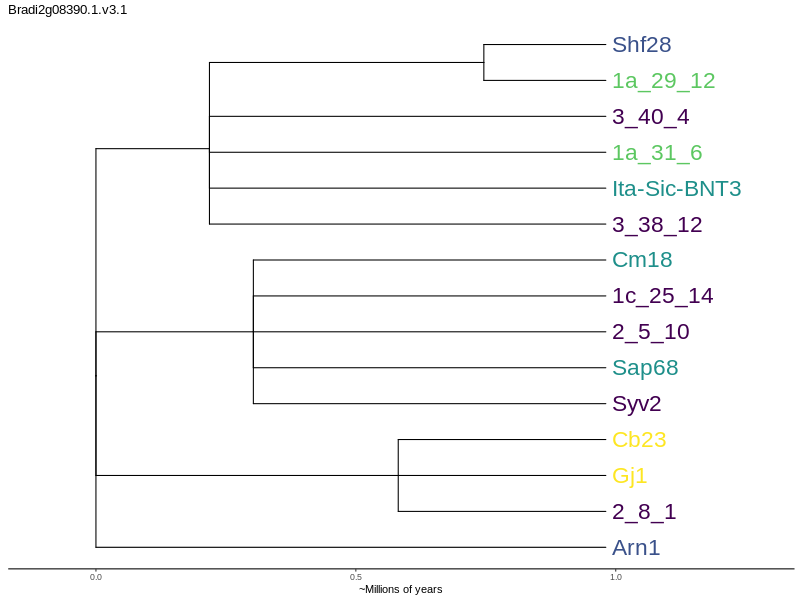 Bradi2g08390.1.v3.1
Shf28
1a_29_12
3_40_4
1a_31_6
Ita-Sic-BNT3
3_38_12
Cm18
1c_25_14
2_5_10
Sap68
Syv2
Cb23
Gj1
2_8_1
Arn1
0.0 0.5 1.0
~Millions of years